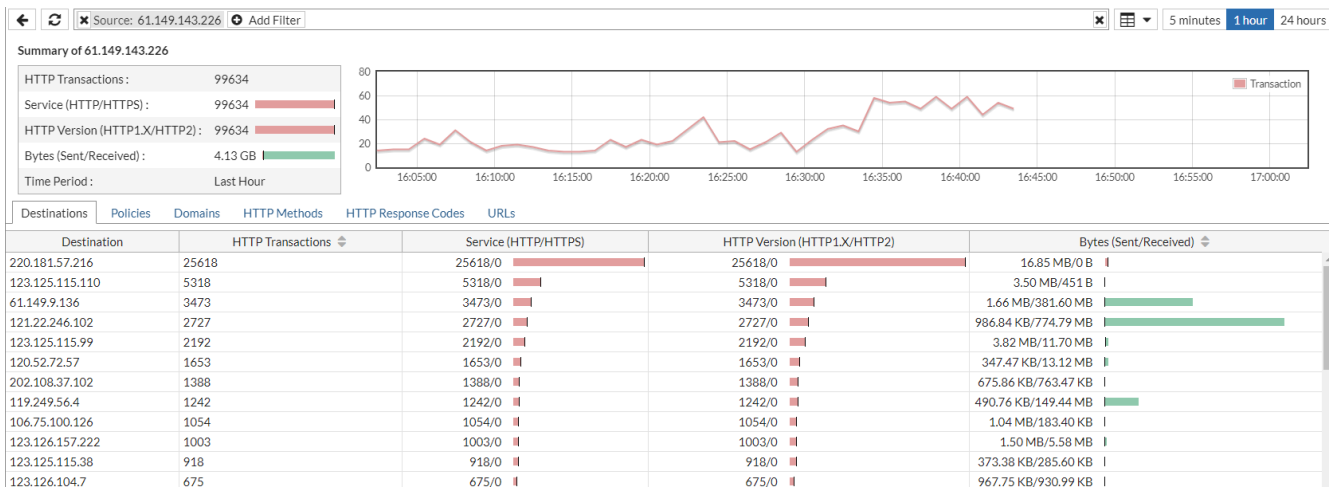 Source: 61.149.143.226 Add Filter 5 minutes 1 hour 24 hours
Summary of 61.149.143.226
HTTP Transactions : 99634
Service (HTTP/HTTPS) : 99634
HTTP Version (HTTP1.X/HTTP2) : 99634
Bytes (Sent/Received) : 4.13 GB
Time Period : Last Hour
80
60
40
20
0
Transaction
16:05:00 16:10:00 16:15:00 16:20:00 16:25:00 16:30:00 16:35:00 16:40:00 16:45:00 16:50:00 16:55:00 17:00:00
Destinations Policies Domains HTTP Methods HTTP Response Codes URLs
Destination HTTP Transactions Service (HTTP/HTTPS) HTTP Version (HTTP1.X/HTTP2) Bytes (Sent/Received)
220.181.57.216 25618 25618/0 25618/0 16.85 MB/0 B
123.125.115.110 5318 5318/0 5318/0 3.50 MB/451 B
61.149.9.136 3473 3473/0 3473/0 1.66 MB/381.60 MB
121.22.246.102 2727 2727/0 2727/0 986.84 KB/774.79 MB
123.125.115.99 2192 2192/0 2192/0 3.82 MB/11.70 MB
120.52.72.57 1653 1653/0 1653/0 347.47 KB/13.12 MB
202.108.37.102 1388 1388/0 1388/0 675.86 KB/763.47 KB
119.249.56.4 1242 1242/0 1242/0 490.76 KB/149.44 MB
106.75.100.126 1054 1054/0 1054/0 1.04 MB/183.40 KB
123.126.157.222 1003 1003/0 1003/0 1.50 MB/5.58 MB
123.125.115.38 918 918/0 918/0 373.38 KB/285.60 KB
123.126.104.7 675 675/0 675/0 967.75 KB/930.99 KB